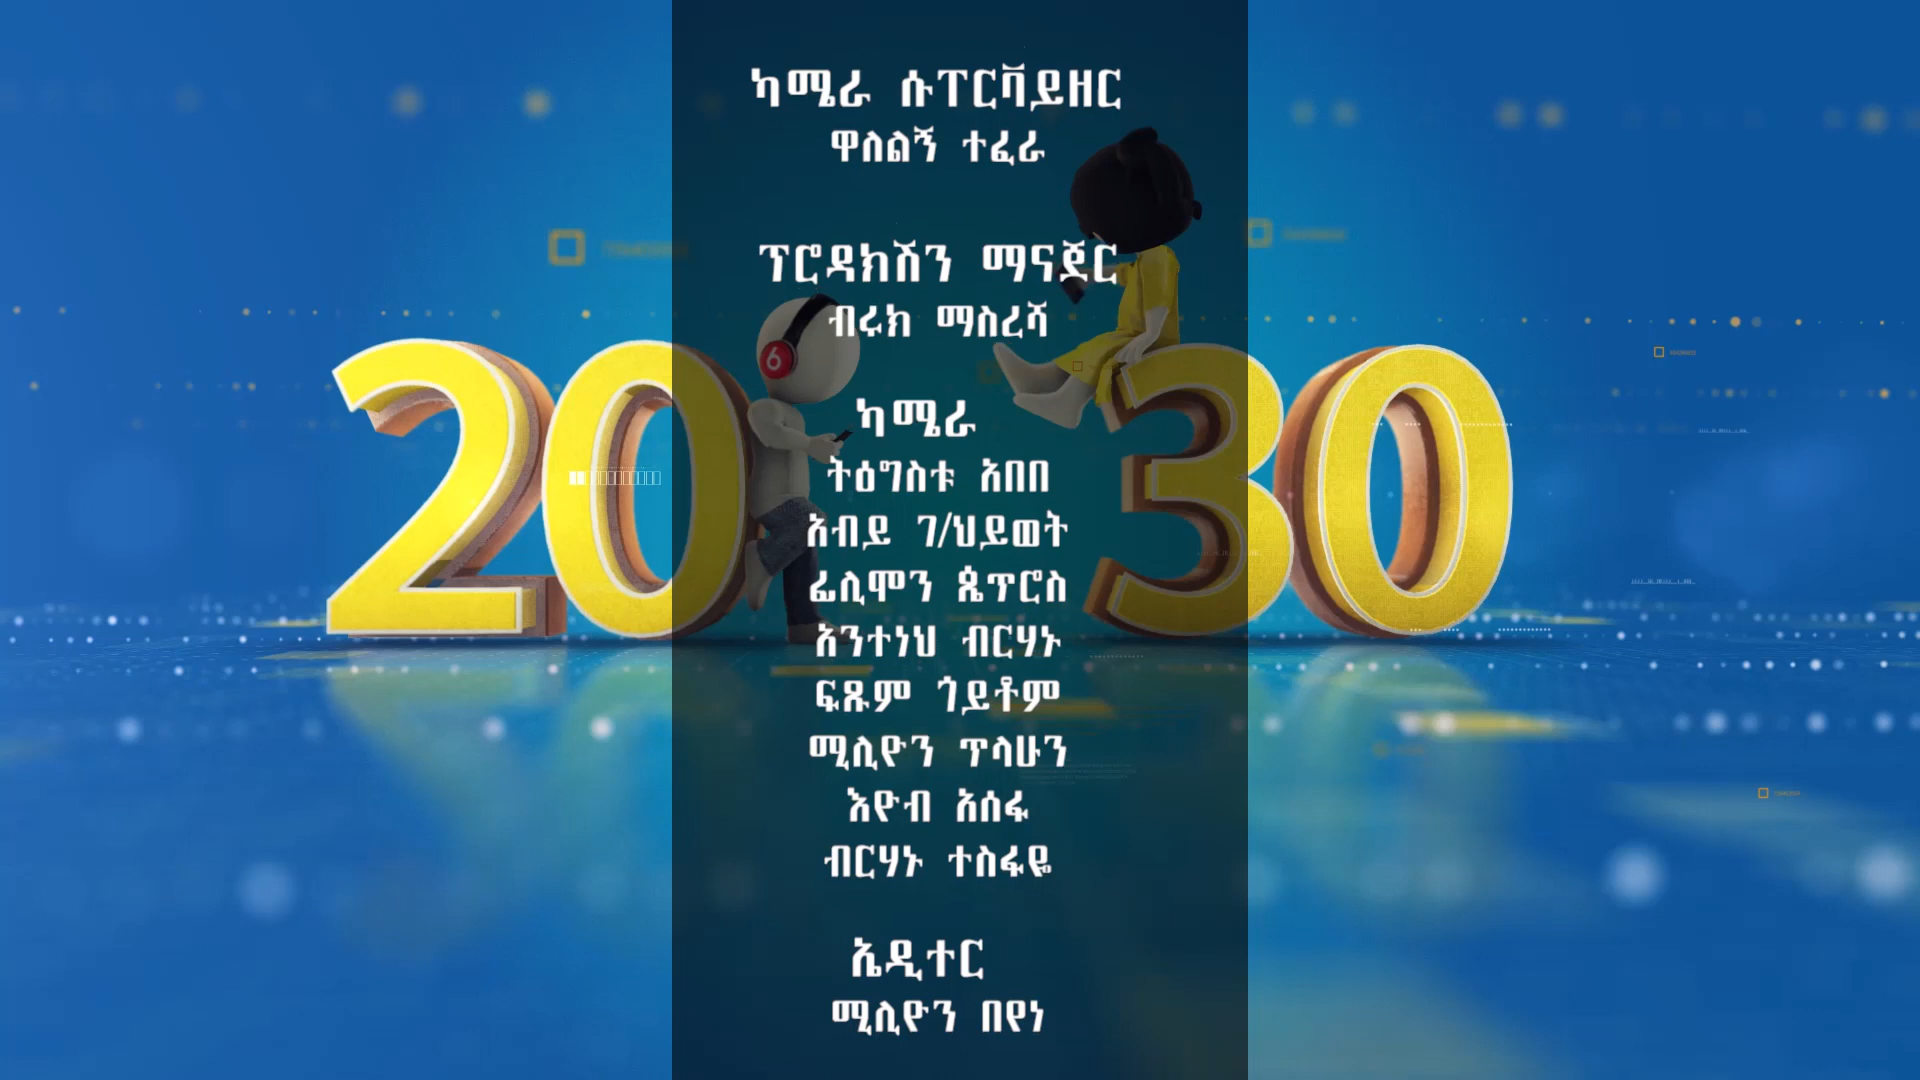 ካሜራ ሱፐርቫይዘር
ዋለልኝ ተፈራ
ፕሮዳክሽን ማናጀር
ብሩክ ማስረሻ
ካሜራ
ትዕግስቱ አበበ
አብይ ገ/ህይወት
ፊሊሞን ጴጥሮስ
አንተነህ ብርሃኑ
ፍጹም ጎይቶም
ሚሊዮን ጥላሁን
እዮብ አሰፋ
ብርሃኑ ተስፋዬ
ኤዲተር
ሚሊዮን በየነ
2030